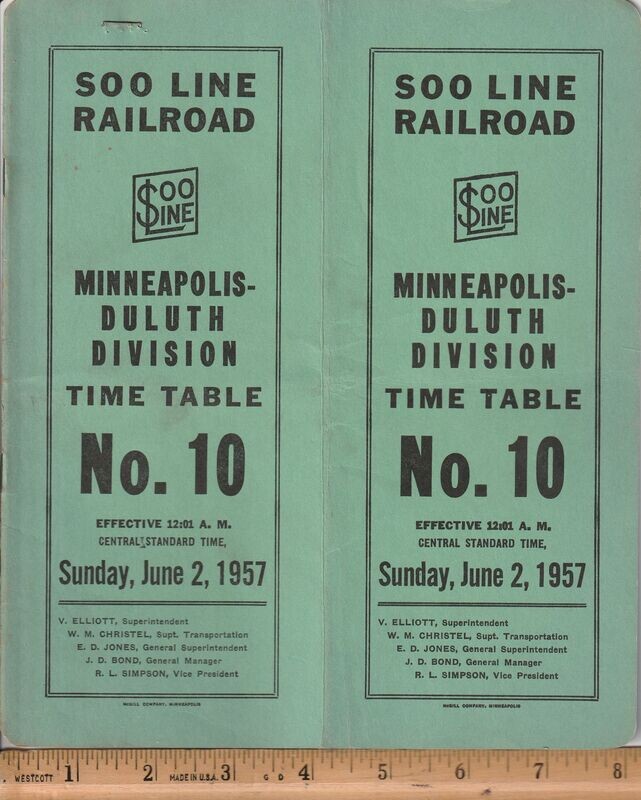 SOO LINE
RAILROAD
SOO
LINE
MINNEAPOLIS-
DULUTH
DIVISION
TIME TABLE
No. 10
EFFECTIVE 12:01 A. M.
CENTRAL STANDARD TIME,
Sunday, June 2, 1957
V. ELLIOTT, Superintendent
W. M. CHRISTEL, Supt. Transportation
E. D. JONES, General Superintendent
J. D. BOND, General Manager
R. L. SIMPSON, Vice President
McGILL COMPANY, MINNEAPOLIS
SOO LINE
RAILROAD
SOO
LINE
MINNEAPOLIS-
DULUTH
DIVISION
TIME TABLE
No. 10
EFFECTIVE 12:01 A. M.
CENTRAL STANDARD TIME,
Sunday, June 2, 1957
V. ELLIOTT, Superintendent
W. M. CHRISTEL, Supt. Transportation
E. D. JONES, General Superintendent
J. D. BOND, General Manager
R. L. SIMPSON, Vice President
McGILL COMPANY, MINNEAPOLIS
WESTCOTT 1 2 MADE IN U.S.A. 3 G D 4 5 6 7 8